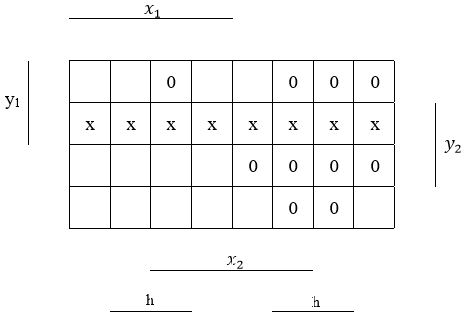 x₁
0 0 0 0
y₁
x x x x x x x x
y₂
0 0 0 0
0 0
x₂
h h